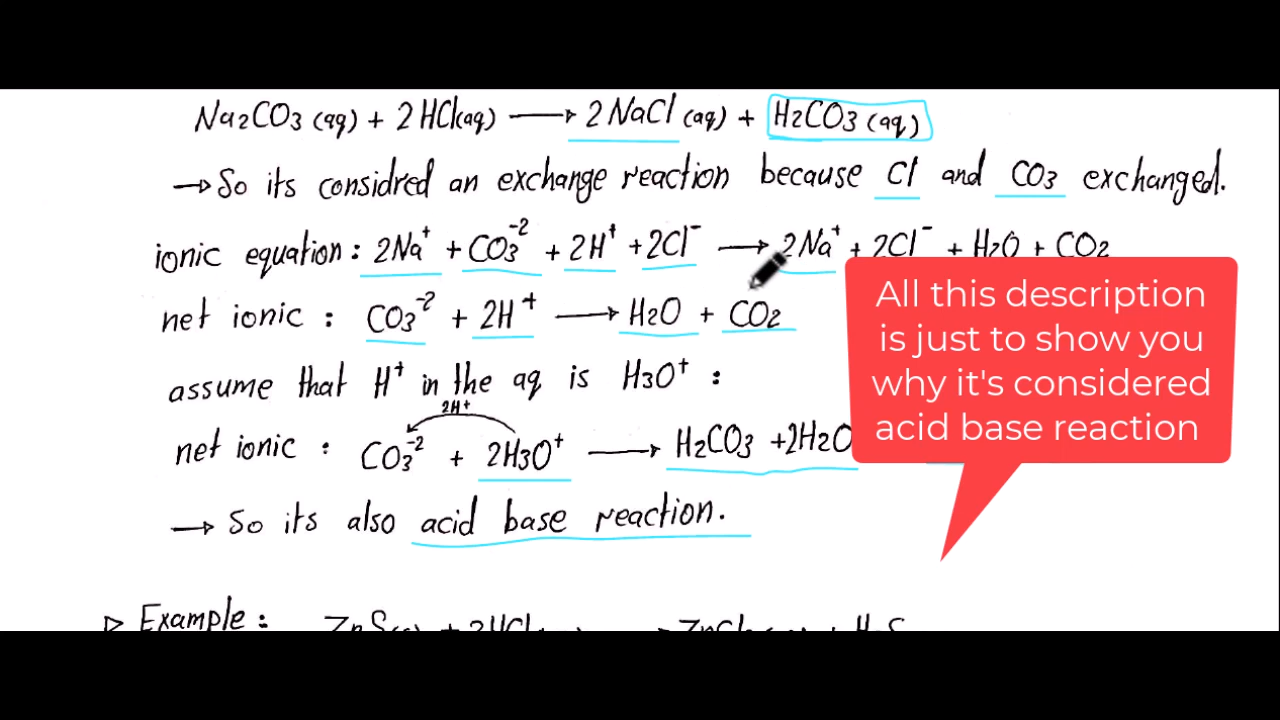 Na2CO3 (aq) + 2 HCl(aq) → 2 NaCl (aq) + H2CO3 (aq)
→ So its considred an exchange reaction because Cl and CO3 exchanged.
ionic equation : 2Na⁺ + CO3⁻² + 2H⁺ + 2Cl⁻ → 2Na⁺ + 2Cl⁻ + H2O + CO2
net ionic : CO3⁻² + 2H⁺ → H2O + CO2
assume that H⁺ in the aq is H3O⁺ :
2H+
net ionic : CO3⁻² + 2H3O⁺ → H2CO3 + 2H2O
→ So its also acid base reaction.
▷ Example :
All this description
is just to show you
why it's considered
acid base reaction